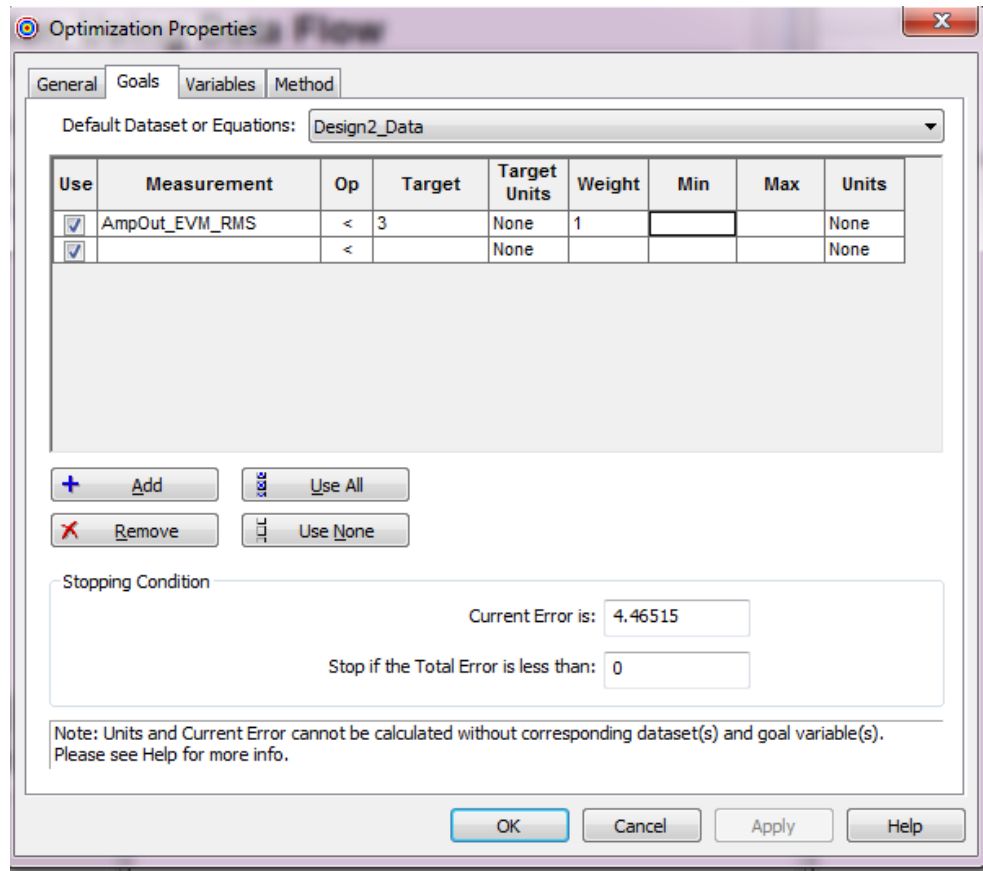 Optimization Properties
General Goals Variables Method
Default Dataset or Equations: Design2_Data
Use Measurement Op Target Target Units Weight Min Max Units
AmpOut_EVM_RMS < 3 None 1 None
< None None
Add Use All
Remove Use None
Stopping Condition
Current Error is: 4.46515
Stop if the Total Error is less than: 0
Note: Units and Current Error cannot be calculated without corresponding dataset(s) and goal variable(s).
Please see Help for more info.
OK Cancel Apply Help